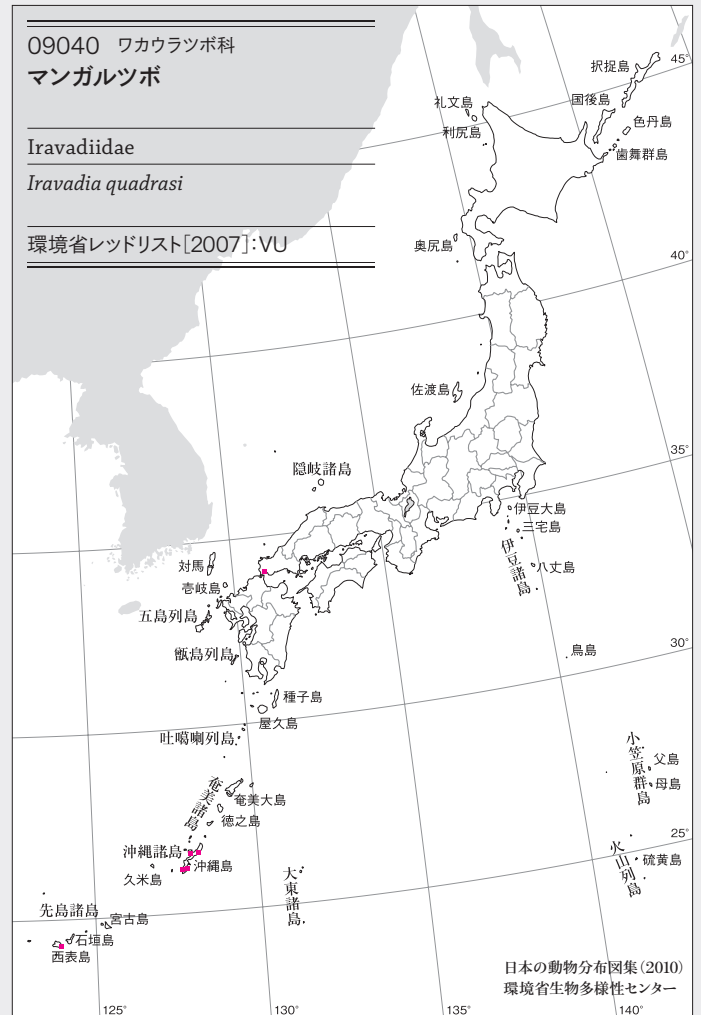 09040 ワカウラツボ科
マンガルツボ
Iravadiidae
Iravadia quadrasi
環境省レッドリスト[2007]:VU
択捉島
45°
礼文島
国後島
利尻島
色丹島
歯舞群島
奥尻島
40°
佐渡島
35°
隠岐諸島
伊豆大島
三宅島
伊豆諸島
八丈島
対馬
壱岐島
五島列島
甑島列島
鳥島
30°
種子島
屋久島
吐噶喇列島
小笠原群島
父島
母島
奄美諸島
奄美大島
徳之島
25°
火山列島
硫黄島
沖縄諸島
沖縄島
久米島
大東諸島
先島諸島
宮古島
石垣島
西表島
日本の動物分布図集(2010)
環境省生物多様性センター
125°
130°
135°
140°